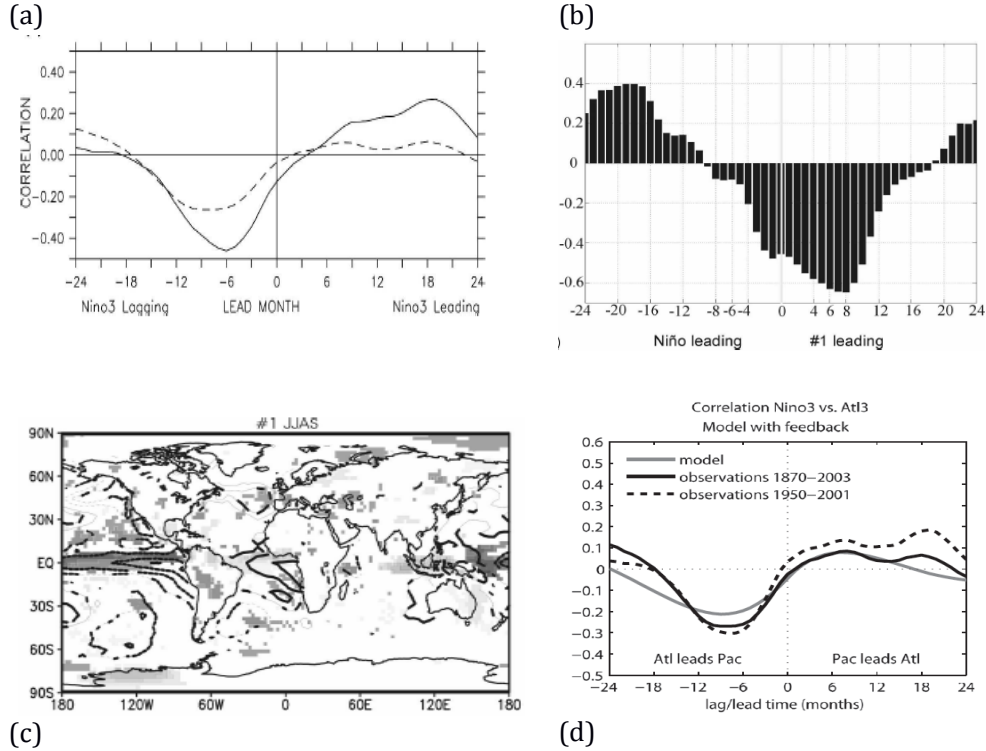 (a)
(b)
0.40
0.20
0.00
-0.20
-0.40
CORRELATION
-24 -18 -12 -6 0 6 12 18 24
Nino3 Lagging LEAD MONTH Nino3 Leading
0.4
0.2
0
-0.2
-0.4
-0.6
-24 -20 -16 -12 -8 -6 -4 0 4 6 8 12 16 20 24
Niño leading #1 leading
)
#1 JJAS
90N
60N
30N
EQ
30S
60S
90S
180 120W 60W 0 60E 120E 180
(c)
Correlation Nino3 vs. Atl3
Model with feedback
0.6
0.5
0.4
0.3
0.2
0.1
0
−0.1
−0.2
−0.3
−0.4
−0.5
model
observations 1870−2003
observations 1950−2001
Atl leads Pac Pac leads Atl
−24 −18 −12 −6 0 6 12 18 24
lag/lead time (months)
(d)